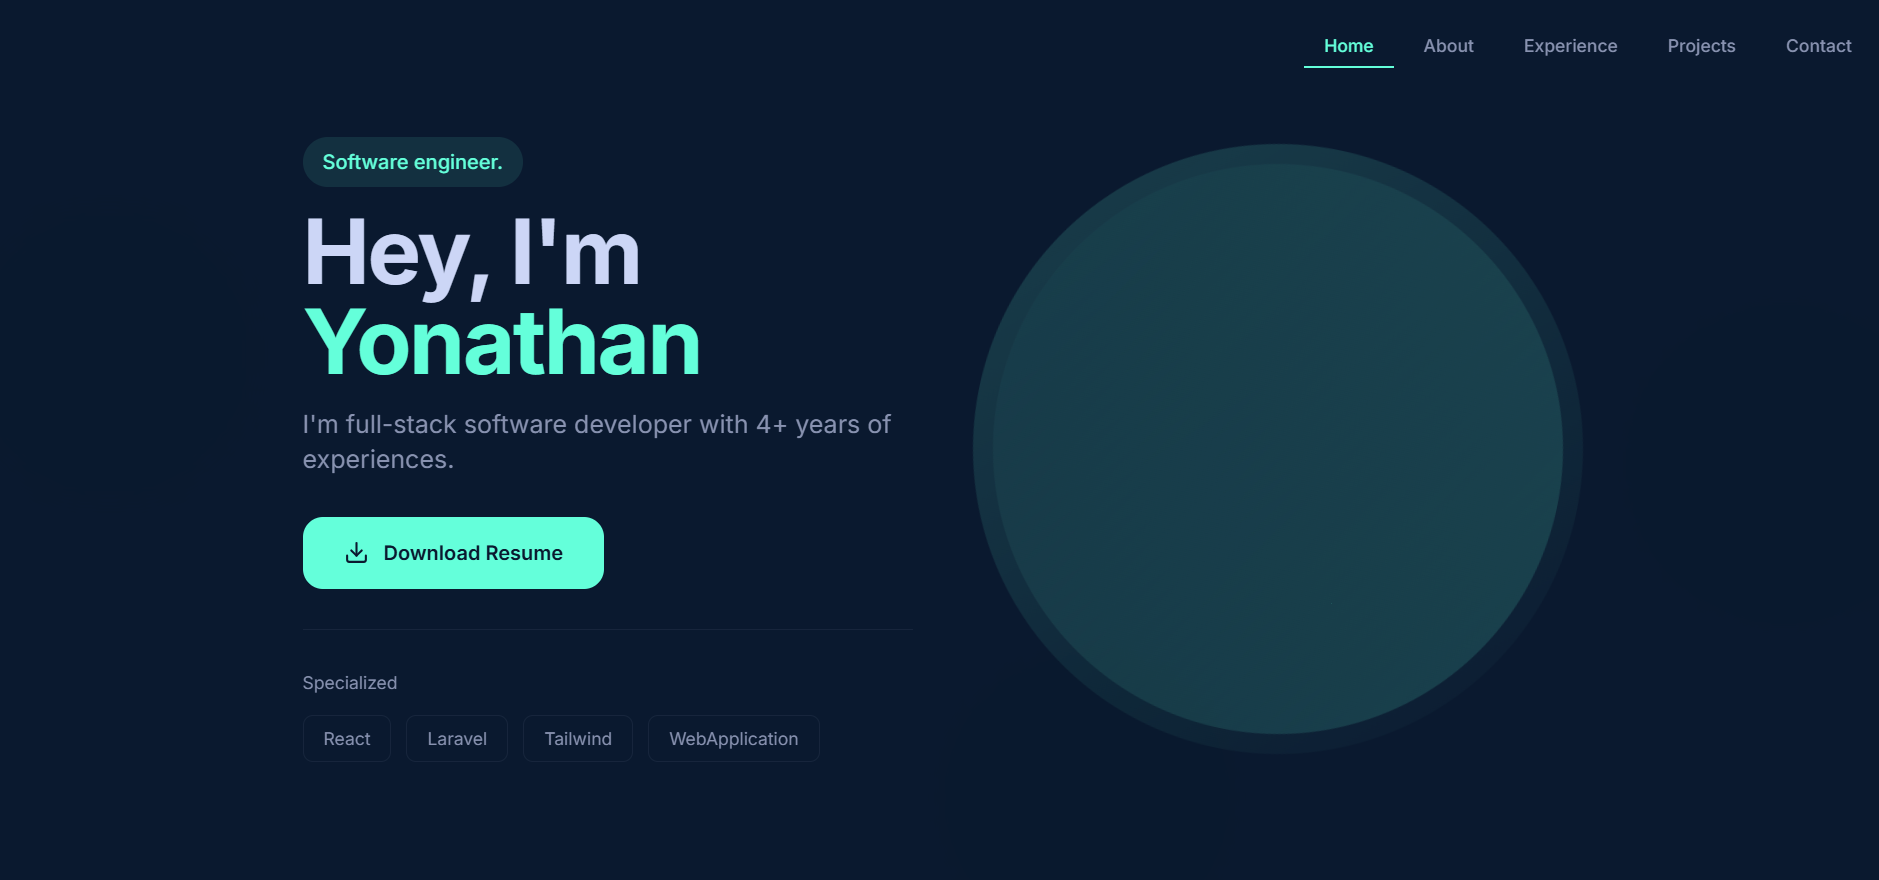 Home About Experience Projects Contact
Software engineer.
Hey, I'm
Yonathan
I'm full-stack software developer with 4+ years of
experiences.
Download Resume
Specialized
React Laravel Tailwind WebApplication